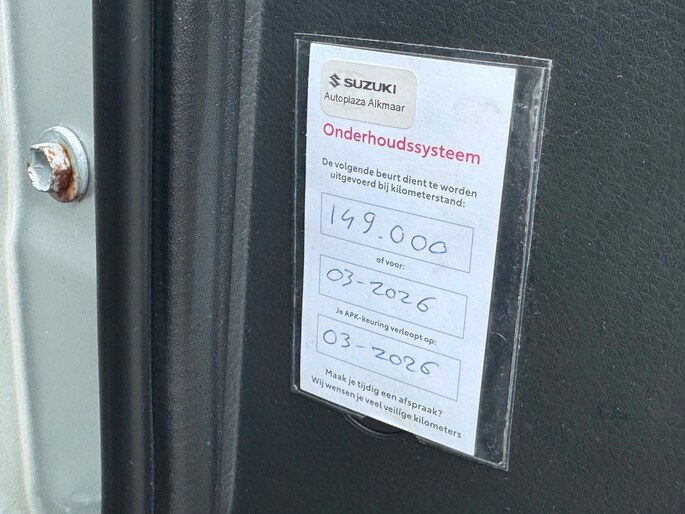 SUZUKI
Autoplaza Alkmaar
Onderhoudssysteem
De volgende beurt dient te worden
uitgevoerd bij kilometerstand:
149.000
of voor:
03-2026
Je APK-keuring verloopt op:
03-2026
Maak je tijdig een afspraak?
Wij wensen je veel veilige kilometers